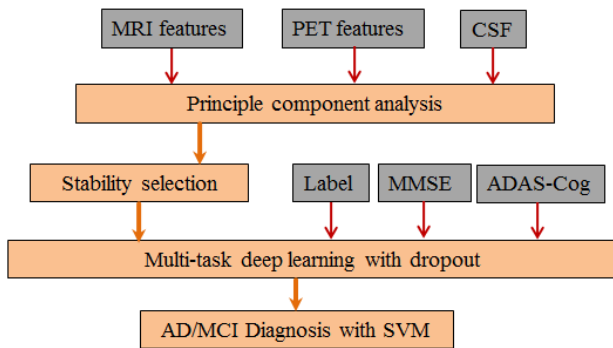 MRI features
PET features
CSF
Principle component analysis
Stability selection
Label
MMSE
ADAS-Cog
Multi-task deep learning with dropout
AD/MCI Diagnosis with SVM